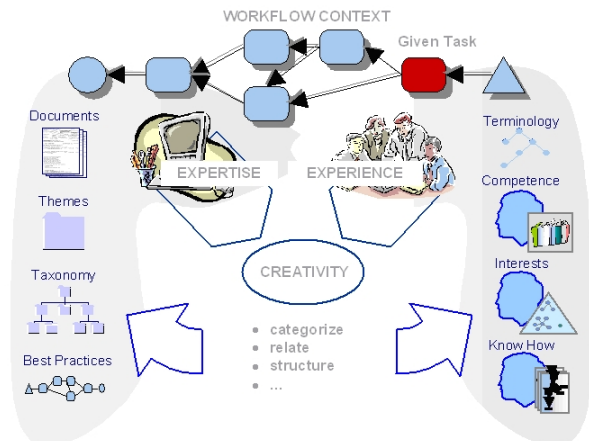 WORKFLOW CONTEXT
Given Task
Documents
Themes
Taxonomy
Best Practices
EXPERTISE
EXPERIENCE
CREATIVITY
• categorize
• relate
• structure
• ...
Terminology
Competence
Interests
Know How